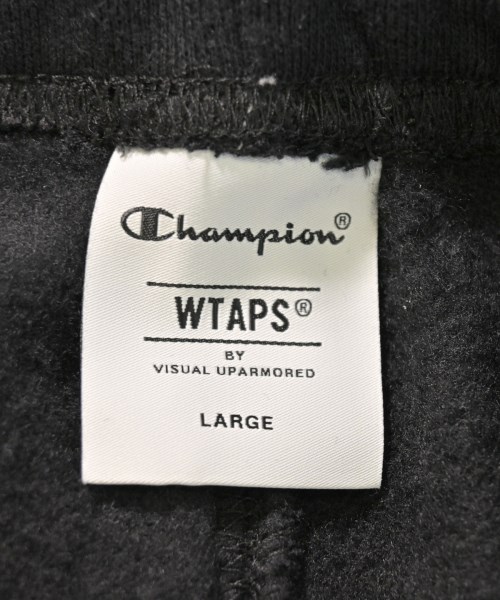 Champion®
WTAPS®
BY
VISUAL UPARMORED
LARGE